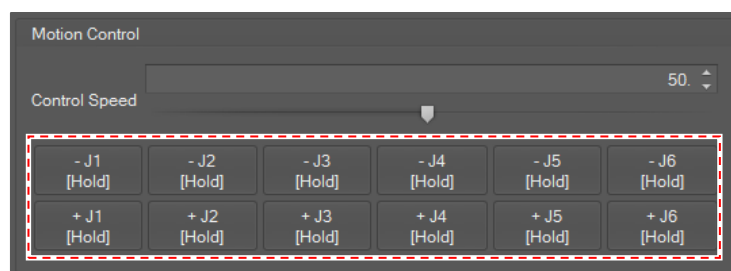 Motion Control
50.
Control Speed
- J1 - J2 - J3 - J4 - J5 - J6
[Hold] [Hold] [Hold] [Hold] [Hold] [Hold]
+ J1 + J2 + J3 + J4 + J5 + J6
[Hold] [Hold] [Hold] [Hold] [Hold] [Hold]